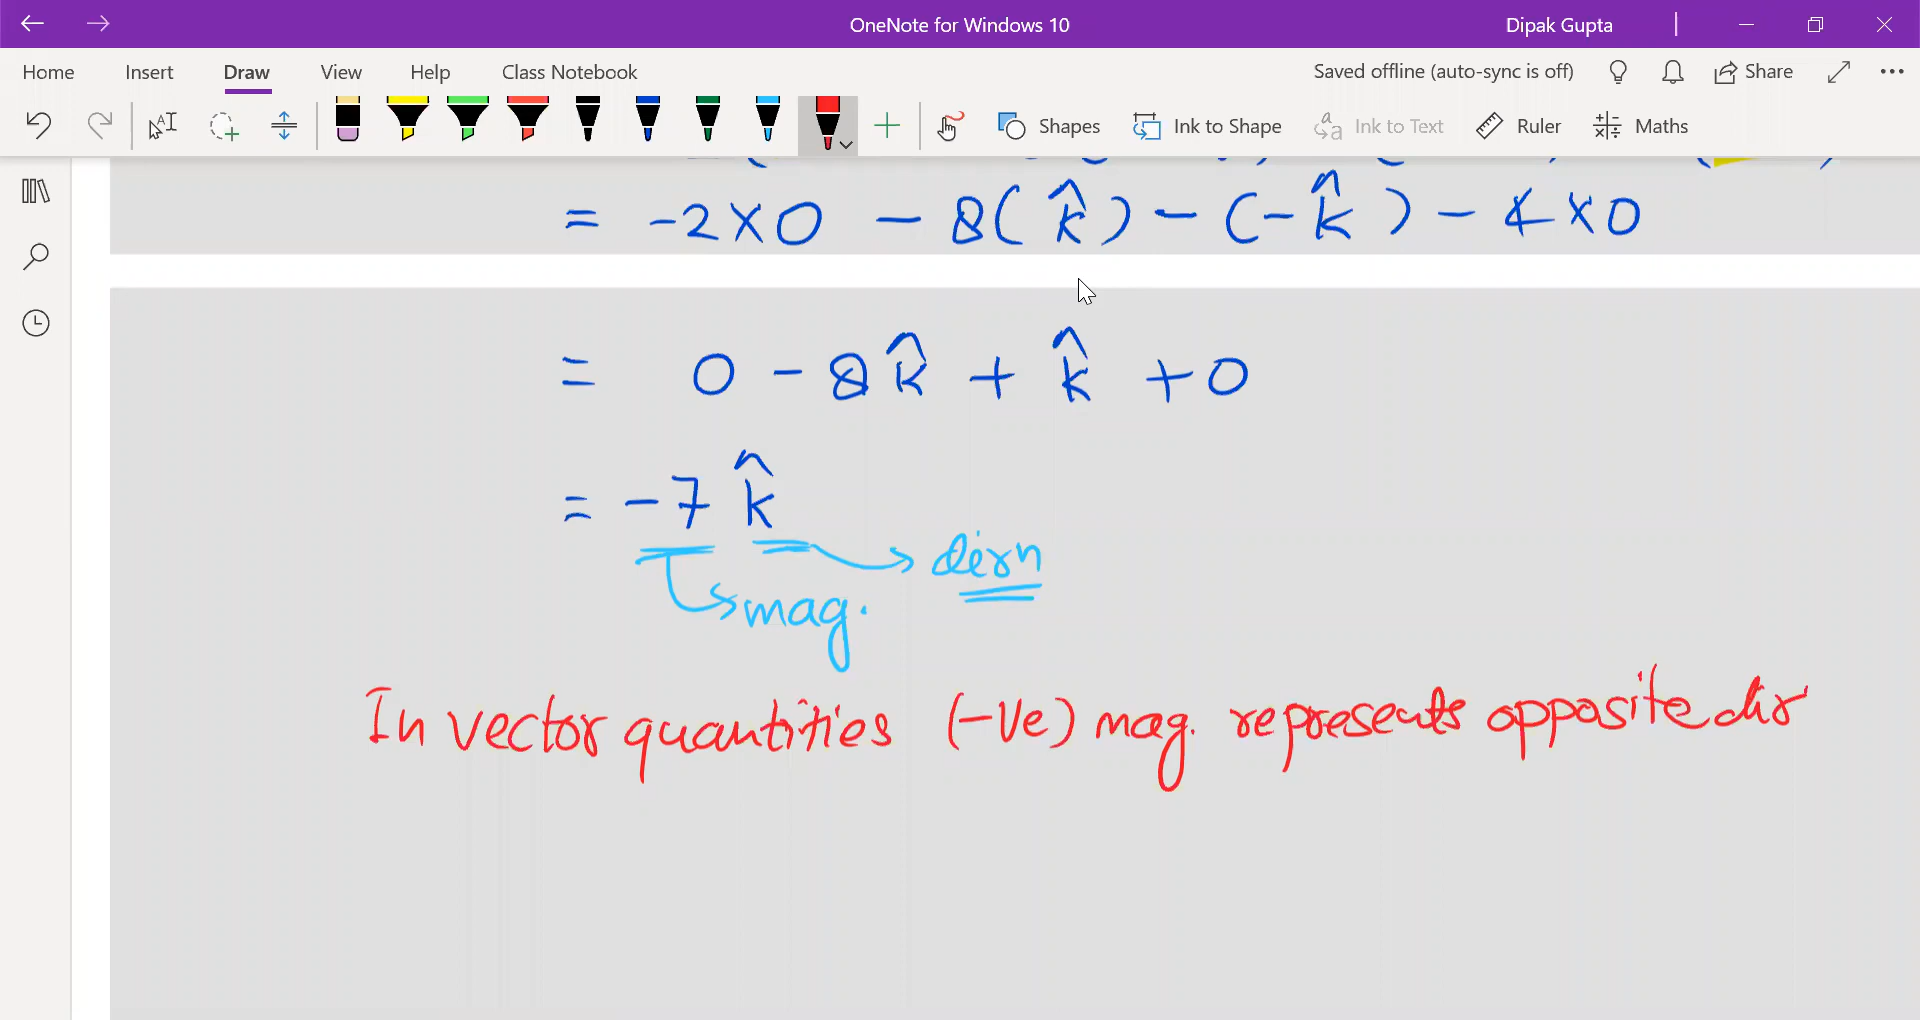 OneNote for Windows 10
Dipak Gupta
Home Insert Draw View Help Class Notebook
Saved offline (auto-sync is off) Share
Shapes Ink to Shape Ink to Text Ruler Maths
= -2 × 0 - 8( k̂ ) - (- k̂ ) - 4 × 0
= 0 - 8 k̂ + k̂ + 0
= -7 k̂
dirn
mag.
In vector quantities (-ve) mag. represents opposite dir